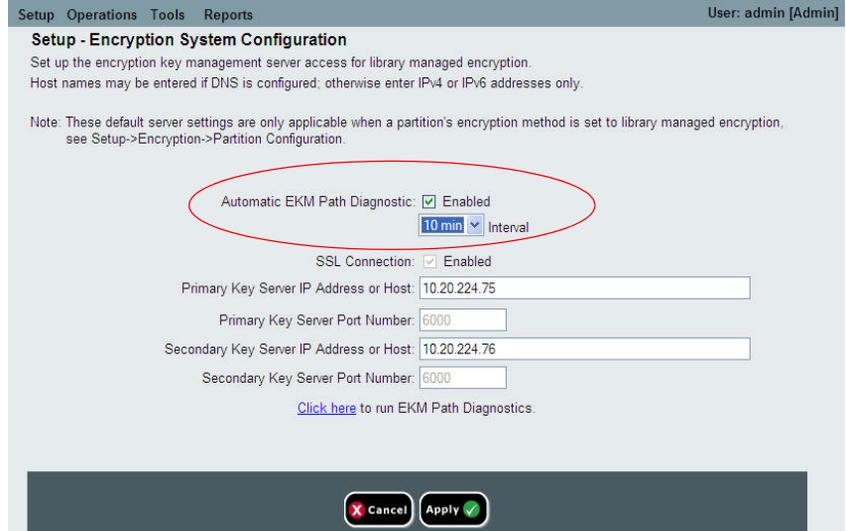 Setup Operations Tools Reports User: admin [Admin]
Setup - Encryption System Configuration
Set up the encryption key management server access for library managed encryption.
Host names may be entered if DNS is configured; otherwise enter IPv4 or IPv6 addresses only.
Note: These default server settings are only applicable when a partition's encryption method is set to library managed encryption,
see Setup->Encryption->Partition Configuration.
Automatic EKM Path Diagnostic: Enabled
10 min Interval
SSL Connection: Enabled
Primary Key Server IP Address or Host: 10.20.224.75
Primary Key Server Port Number: 6000
Secondary Key Server IP Address or Host: 10.20.224.76
Secondary Key Server Port Number: 6000
Click here to run EKM Path Diagnostics.
Cancel Apply